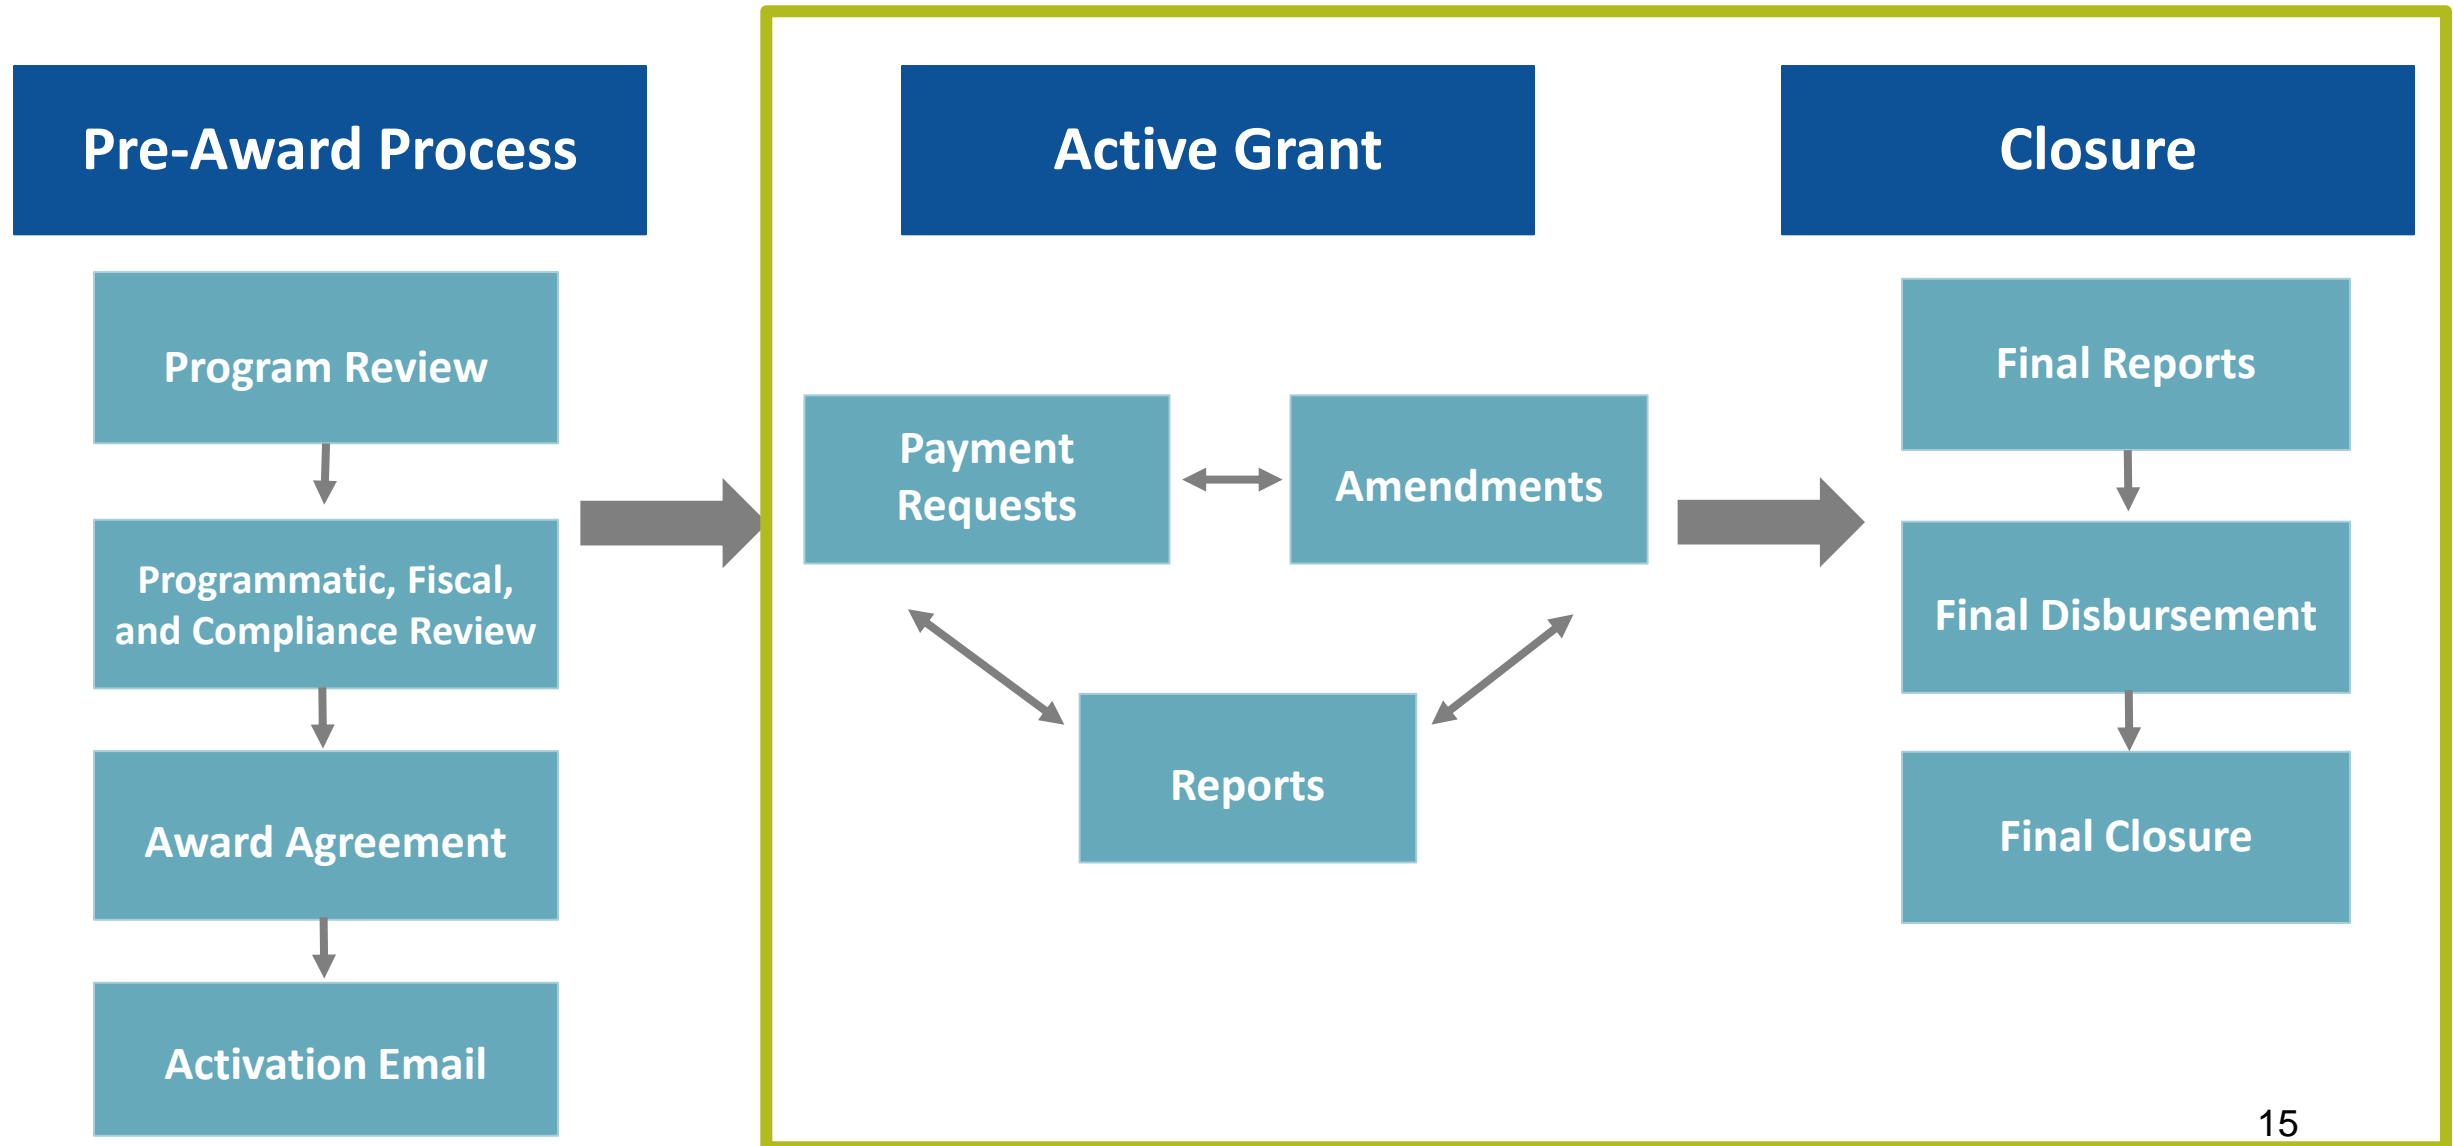 Pre-Award Process
Program Review
Programmatic, Fiscal,
and Compliance Review
Award Agreement
Activation Email
Active Grant
Payment
Requests
Amendments
Reports
Closure
Final Reports
Final Disbursement
Final Closure
15